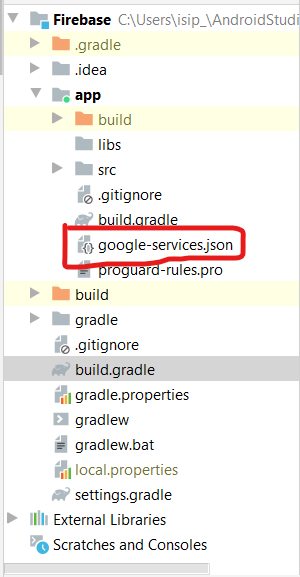 Firebase C:\Users\isip_\AndroidStudi
.gradle
.idea
app
build
libs
src
.gitignore
build.gradle
google-services.json
proguard-rules.pro
build
gradle
.gitignore
build.gradle
gradle.properties
gradlew
gradlew.bat
local.properties
settings.gradle
External Libraries
Scratches and Consoles